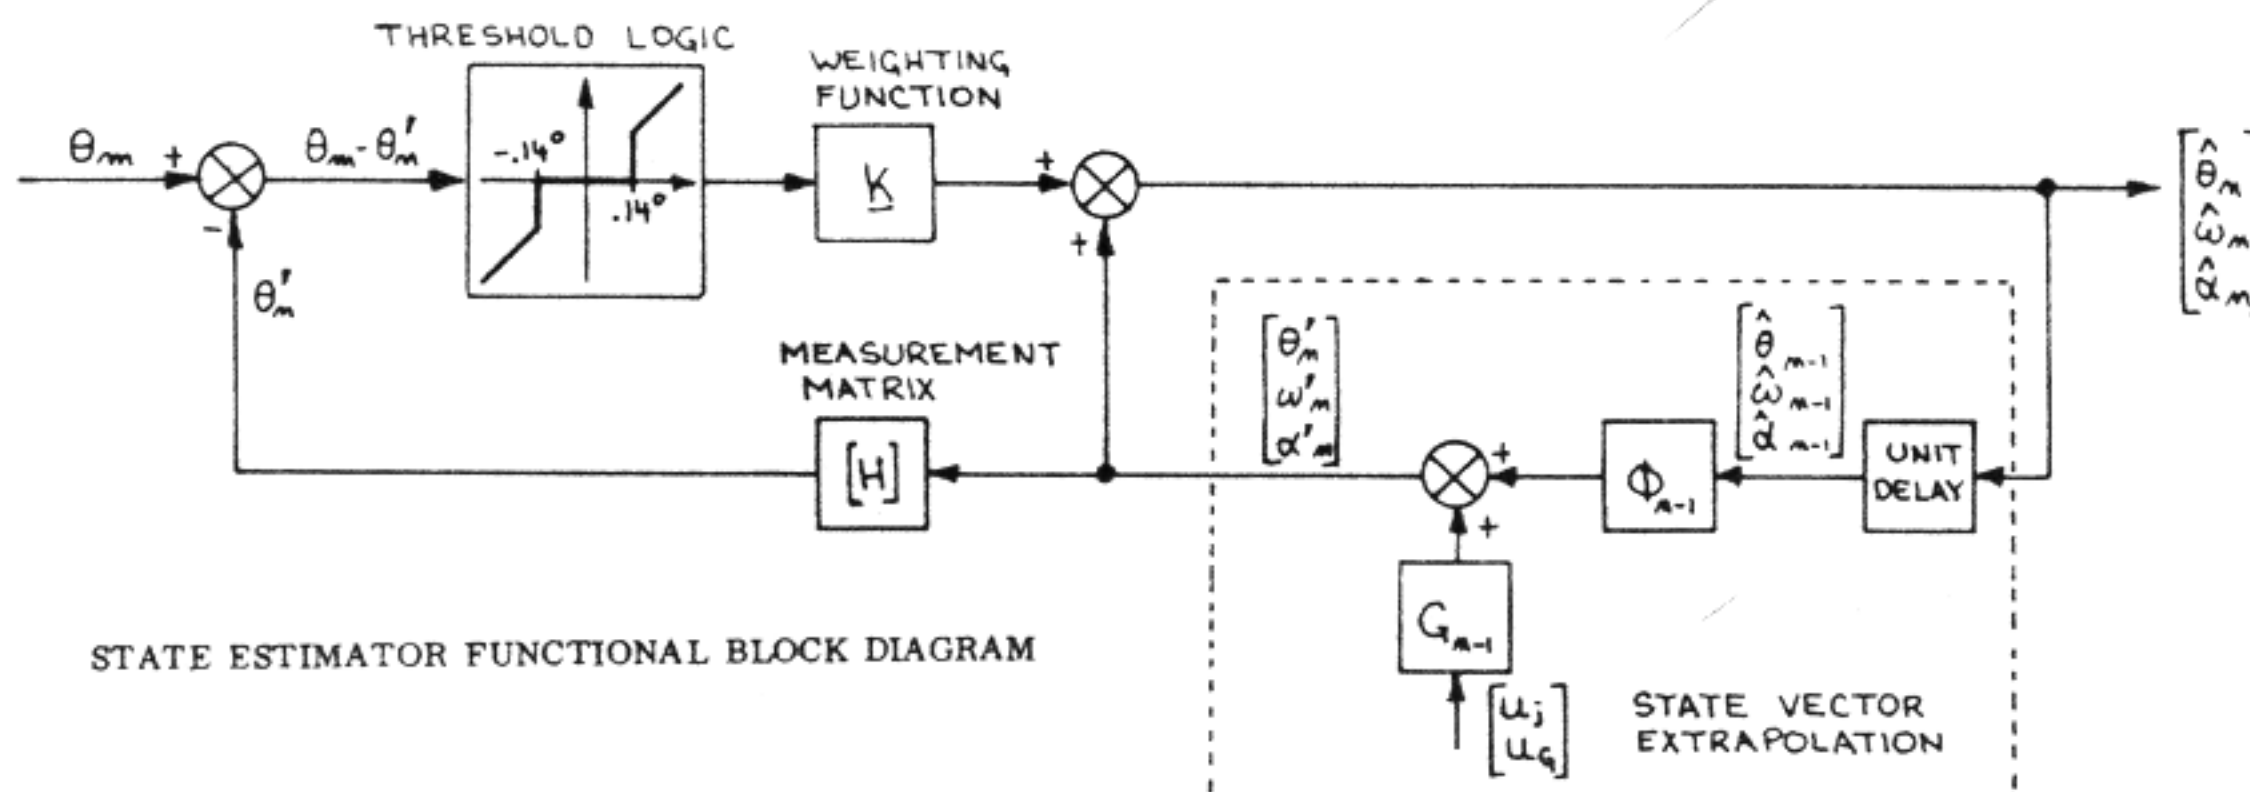 THRESHOLD LOGIC
WEIGHTING
FUNCTION
θm + θm-θ'm -.14° .14° K + [θ̂m
ω̂m
α̂m
-
θ'm
+
MEASUREMENT
MATRIX
[H]
[θ'm
ω'm
α'm]
+
+
Φm-1
[θ̂m-1
ω̂m-1
α̂m-1]
UNIT
DELAY
Gm-1
[uj
uG]
STATE ESTIMATOR FUNCTIONAL BLOCK DIAGRAM
STATE VECTOR
EXTRAPOLATION